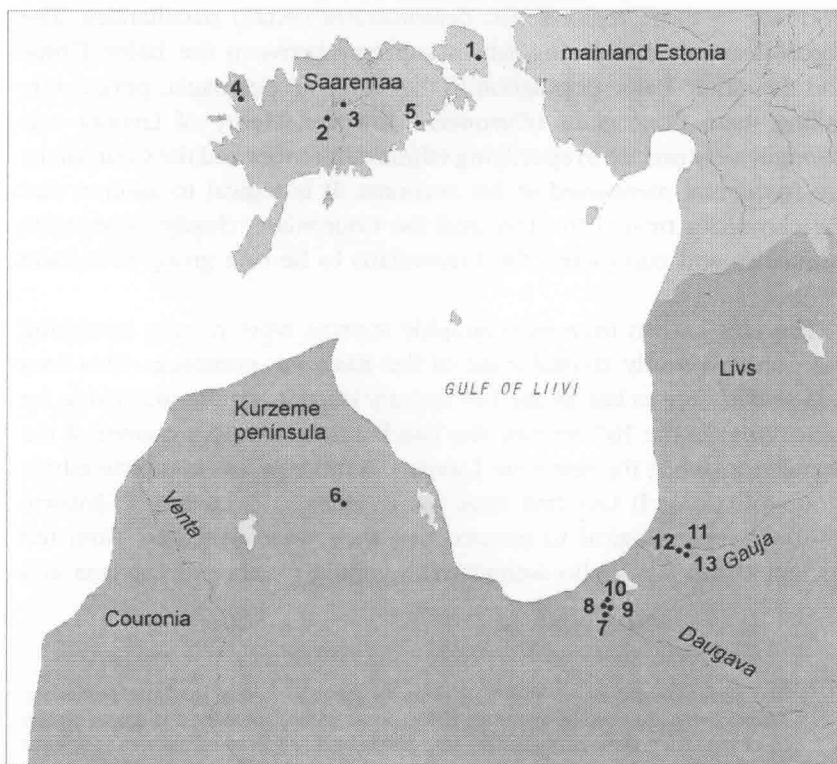 1
mainland Estonia
Saaremaa
4
2
3
5
GULF OF LIIVI
Livs
Kurzeme
peninsula
Venta
6
11
12
13
Gauja
10
8
9
7
Couronia
Daugava